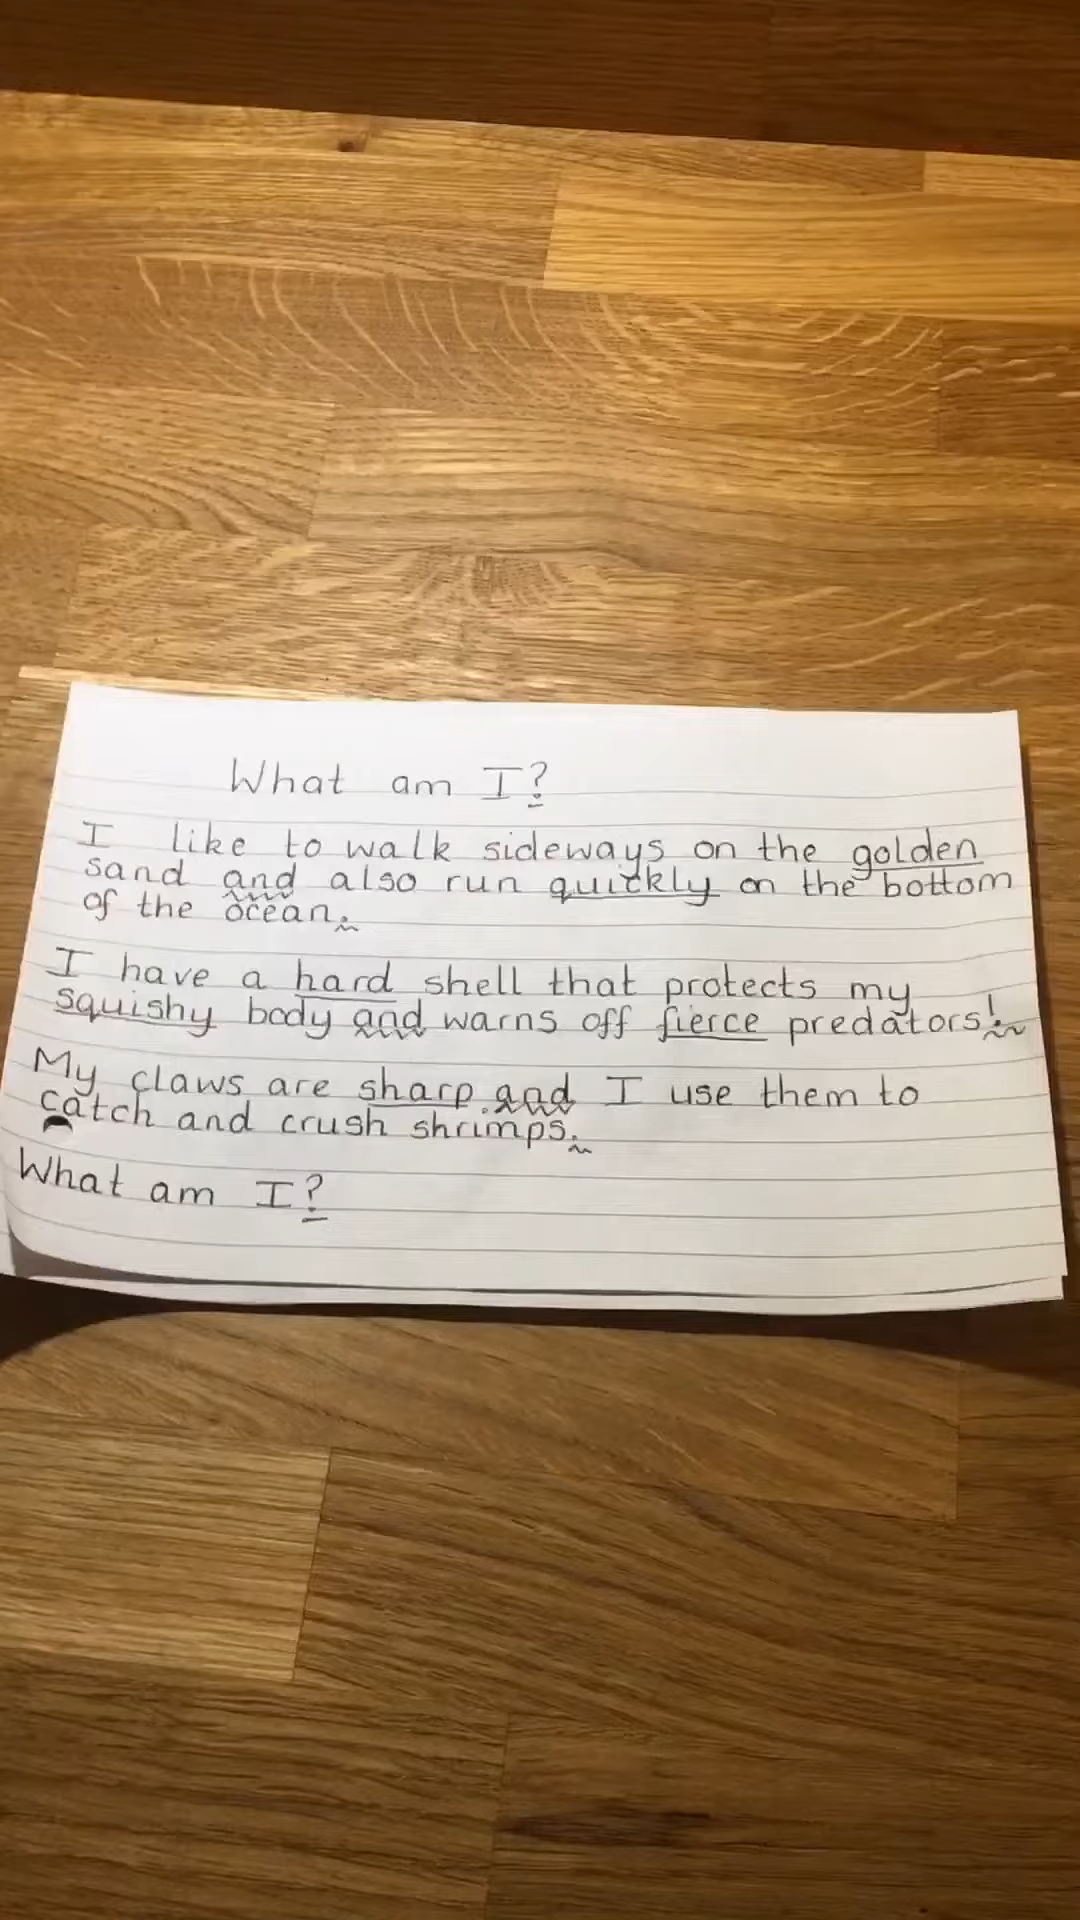 What am I?
I like to walk sideways on the golden
sand and also run quickly on the bottom
of the ocean.
I have a hard shell that protects my
squishy body and warns off fierce predators!
My claws are sharp and I use them to
catch and crush shrimps.
What am I?